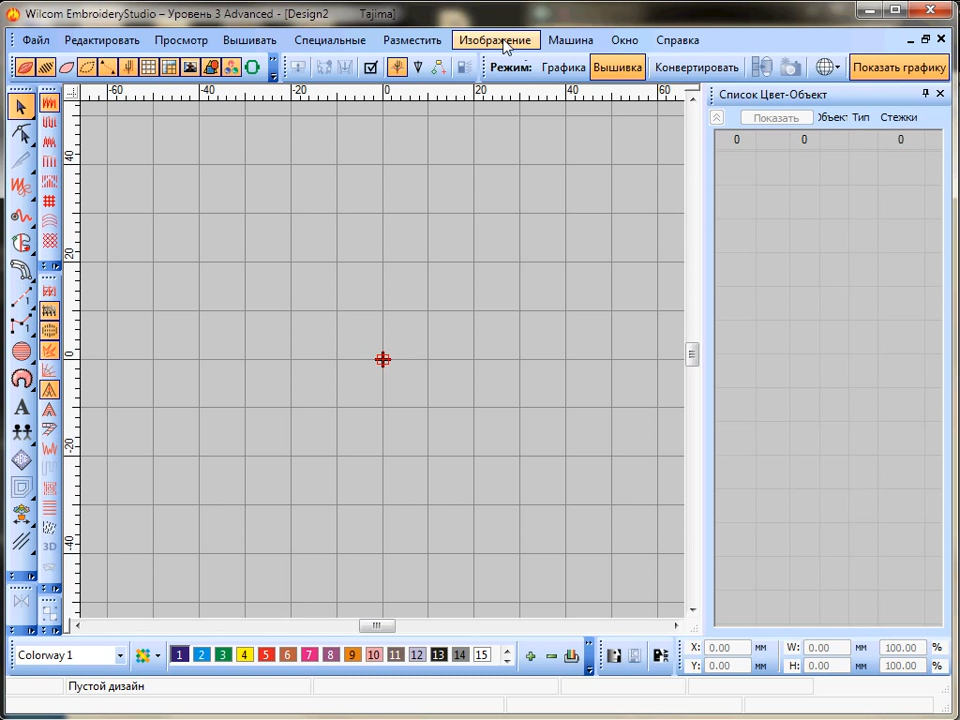 Wilcom EmbroideryStudio – Уровень 3 Advanced - [Design2 Tajima]
Файл Редактировать Просмотр Вышивать Специальные Разместить Изображение Машина Окно Справка
Режим: Графика Вышивка Конвертировать Показать графику
-60 -40 -20 0 20 40 60
Список Цвет-Объект
Показать Объект Тип Стежки
0 0 0
40
20
0
-20
-40
A
3D
Colorway 1
1 2 3 4 5 6 7 8 9 10 11 12 13 14 15
X: 0.00 мм W: 0.00 мм 100.00 %
Y: 0.00 мм H: 0.00 мм 100.00 %
Пустой дизайн